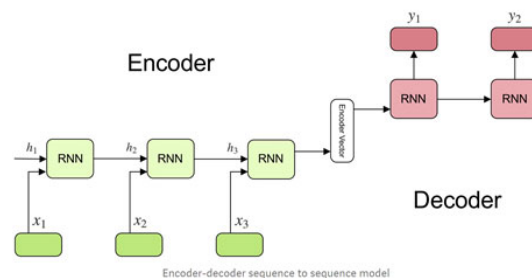 y₁
y₂
Encoder
RNN
RNN
Encoder Vector
h₁
RNN
h₂
RNN
h₃
RNN
Decoder
x₁
x₂
x₃
Encoder-decoder sequence to sequence model